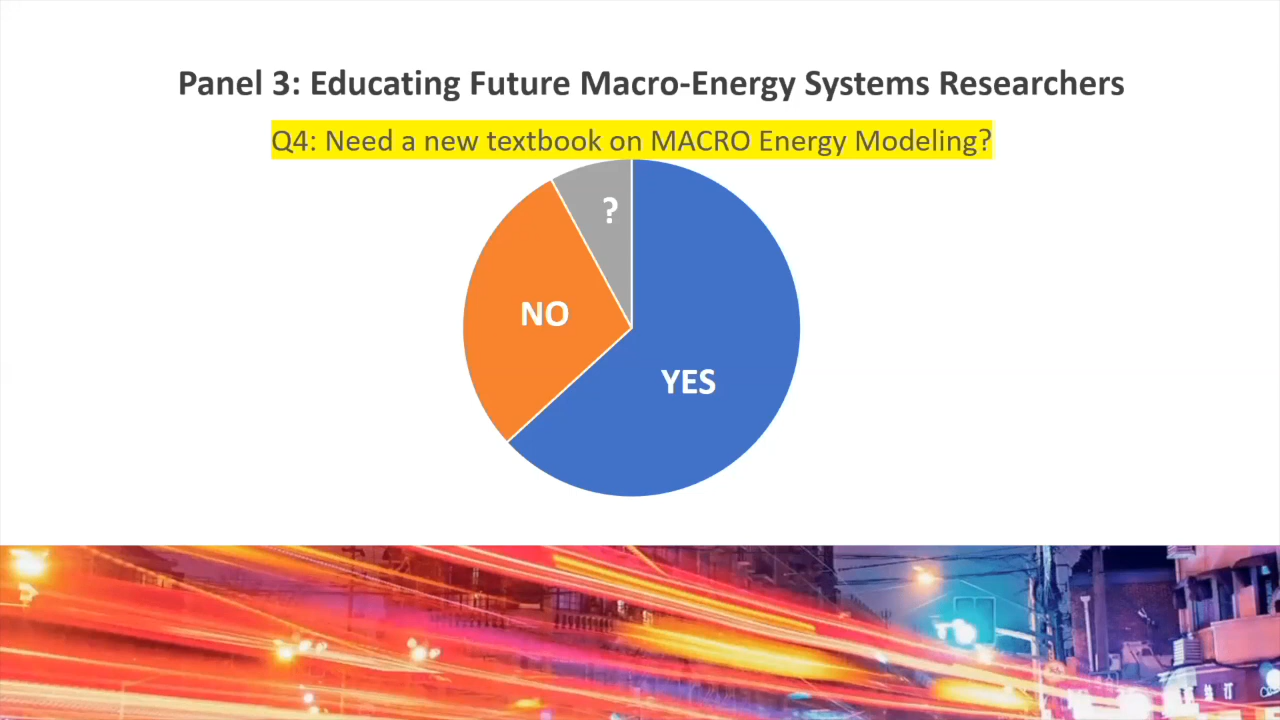 Panel 3: Educating Future Macro-Energy Systems Researchers
Q4: Need a new textbook on MACRO Energy Modeling?
?
NO
YES